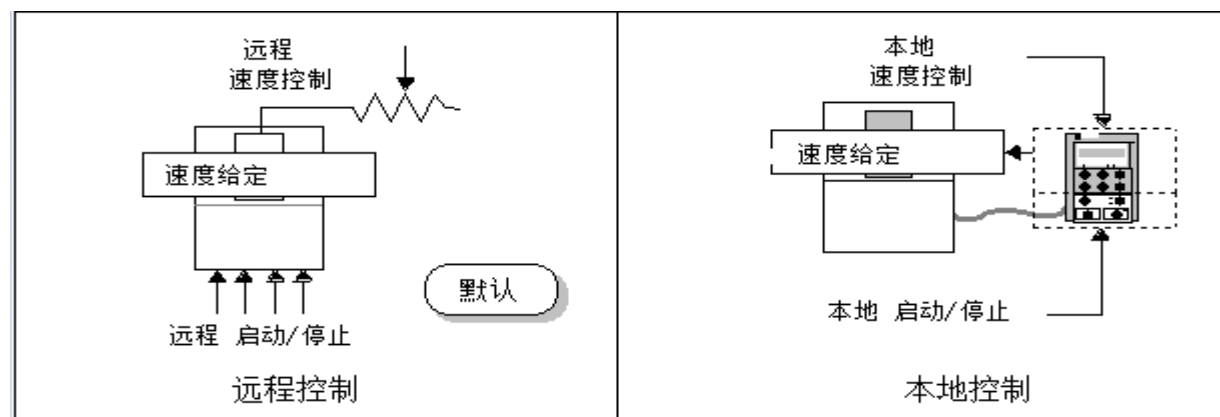 远程
速度控制
速度给定
默认
远程 启动/停止
远程控制
本地
速度控制
速度给定
本地 启动/停止
本地控制